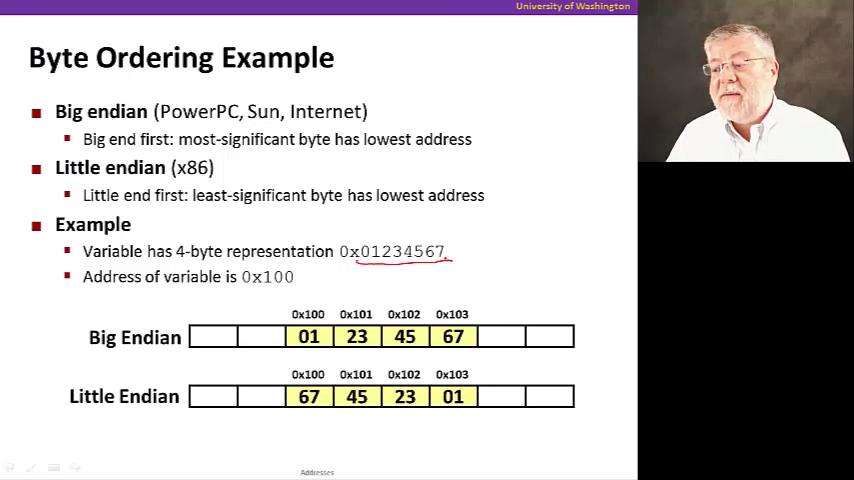 University of Washington
Byte Ordering Example
Big endian (PowerPC, Sun, Internet)
Big end first: most-significant byte has lowest address
Little endian (x86)
Little end first: least-significant byte has lowest address
Example
Variable has 4-byte representation 0x01234567
Address of variable is 0x100
0x100 0x101 0x102 0x103
Big Endian 01 23 45 67
0x100 0x101 0x102 0x103
Little Endian 67 45 23 01
Addresses